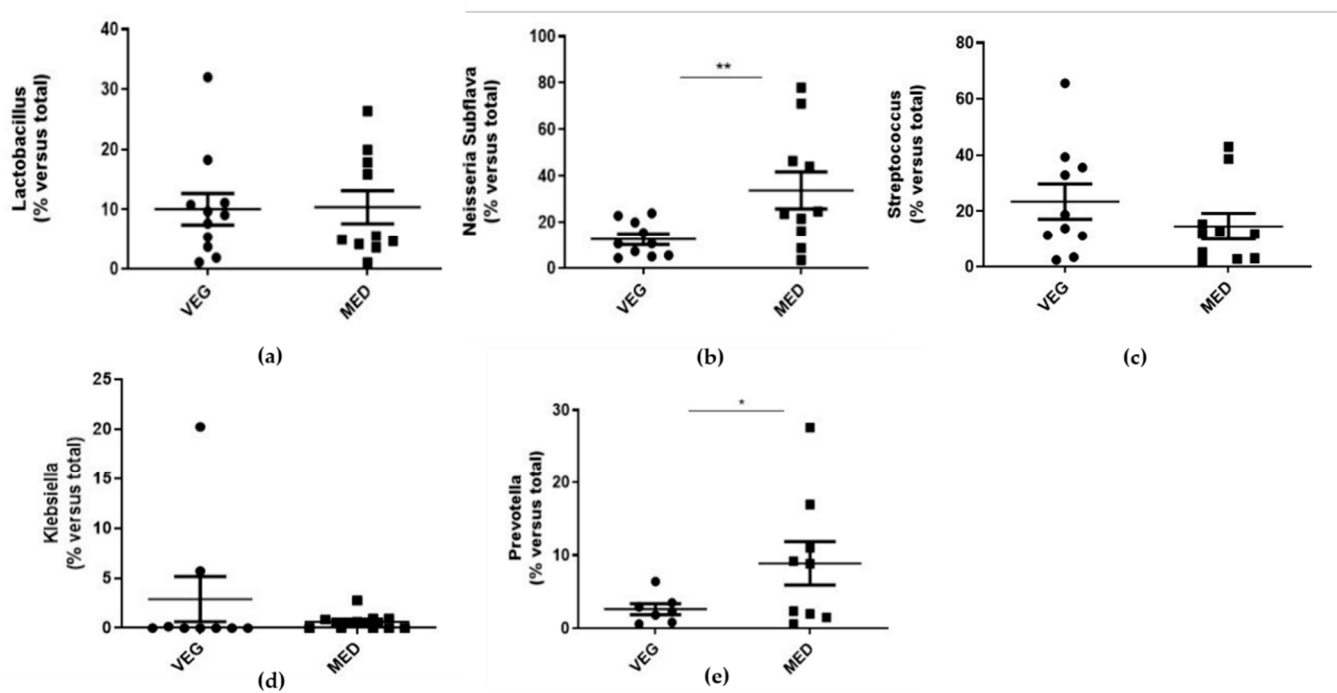 Lactobacillus
(% versus total)
40
30
20
10
0
VEG
MED
(a)
Neisseria Subflava
(% versus total)
100
80
60
40
20
0
**
VEG
MED
(b)
Streptococcus
(% versus total)
80
60
40
20
0
VEG
MED
(c)
Klebsiella
(% versus total)
25
20
15
10
5
0
VEG
MED
(d)
Prevotella
(% versus total)
30
20
10
0
*
VEG
MED
(e)